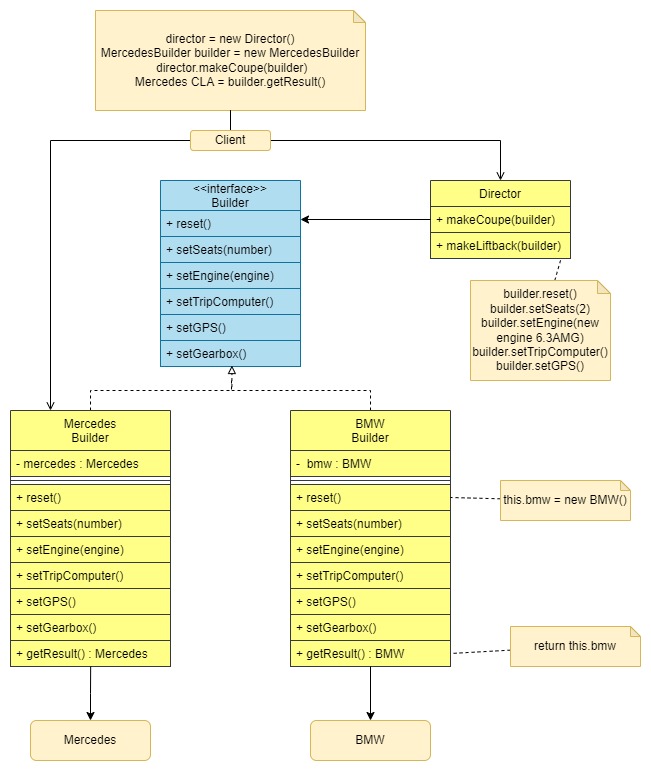 director = new Director()
MercedesBuilder builder = new MercedesBuilder
director.makeCoupe(builder)
Mercedes CLA = builder.getResult()
Client
<<interface>>
Builder
+ reset()
+ setSeats(number)
+ setEngine(engine)
+ setTripComputer()
+ setGPS()
+ setGearbox()
Director
+ makeCoupe(builder)
+ makeLiftback(builder)
builder.reset()
builder.setSeats(2)
builder.setEngine(new
engine 6.3AMG)
builder.setTripComputer()
builder.setGPS()
Mercedes
Builder
- mercedes : Mercedes
+ reset()
+ setSeats(number)
+ setEngine(engine)
+ setTripComputer()
+ setGPS()
+ setGearbox()
+ getResult() : Mercedes
BMW
Builder
- bmw : BMW
+ reset()
+ setSeats(number)
+ setEngine(engine)
+ setTripComputer()
+ setGPS()
+ setGearbox()
+ getResult() : BMW
this.bmw = new BMW()
return this.bmw
Mercedes
BMW